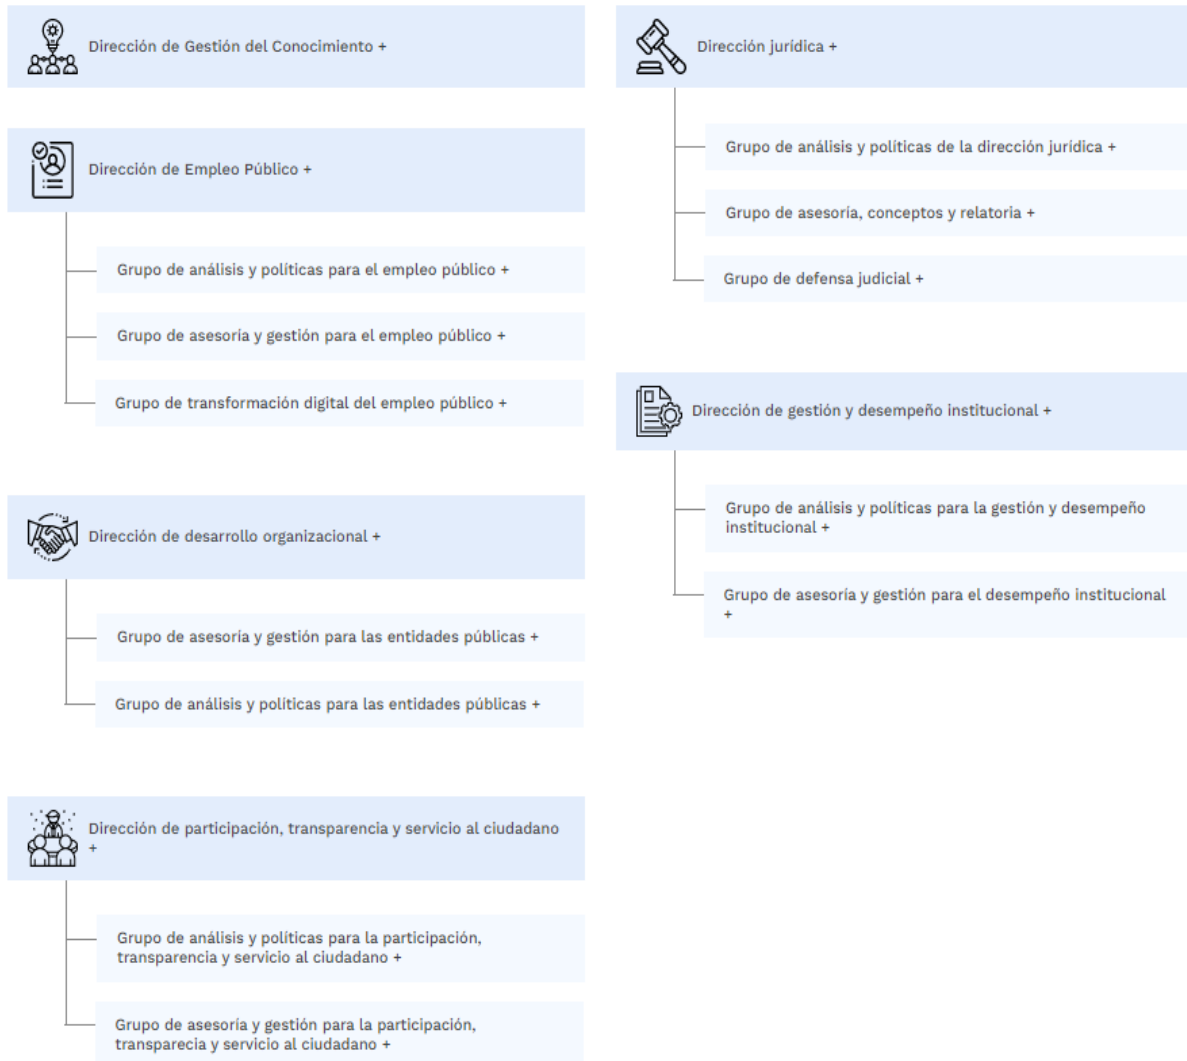 Dirección de Gestión del Conocimiento +
Dirección de Empleo Público +
Grupo de análisis y políticas para el empleo público +
Grupo de asesoría y gestión para el empleo público +
Grupo de transformación digital del empleo público +
Dirección de desarrollo organizacional +
Grupo de asesoría y gestión para las entidades públicas +
Grupo de análisis y políticas para las entidades públicas +
Dirección de participación, transparencia y servicio al ciudadano
+
Grupo de análisis y políticas para la participación,
transparencia y servicio al ciudadano +
Grupo de asesoría y gestión para la participación,
transparecia y servicio al ciudadano +
Dirección jurídica +
Grupo de análisis y políticas de la dirección jurídica +
Grupo de asesoría, conceptos y relatoria +
Grupo de defensa judicial +
Dirección de gestión y desempeño institucional +
Grupo de análisis y políticas para la gestión y desempeño
institucional +
Grupo de asesoría y gestión para el desempeño institucional
+